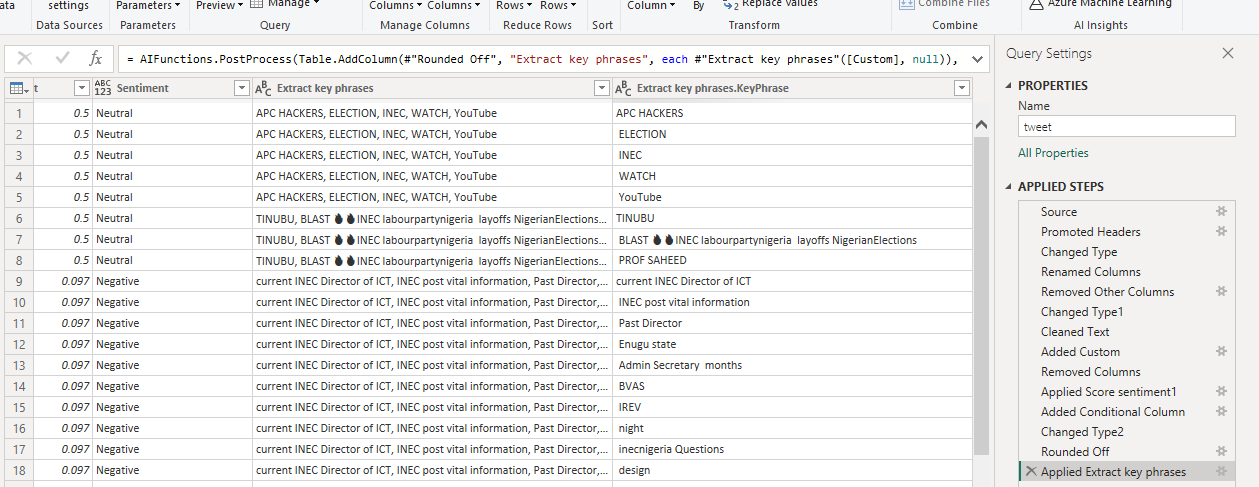 ata settings Parameters Preview Manage Columns Columns Rows Rows Column By Replace Values Combine Files Azure Machine Learning
Data Sources Parameters Query Manage Columns Reduce Rows Sort Transform Combine AI Insights
fx = AIFunctions.PostProcess(Table.AddColumn(#"Rounded Off", "Extract key phrases", each #"Extract key phrases"([Custom], null)),
t ABC 123 Sentiment ABC Extract key phrases ABC Extract key phrases.KeyPhrase
1 0.5 Neutral APC HACKERS, ELECTION, INEC, WATCH, YouTube APC HACKERS
2 0.5 Neutral APC HACKERS, ELECTION, INEC, WATCH, YouTube ELECTION
3 0.5 Neutral APC HACKERS, ELECTION, INEC, WATCH, YouTube INEC
4 0.5 Neutral APC HACKERS, ELECTION, INEC, WATCH, YouTube WATCH
5 0.5 Neutral APC HACKERS, ELECTION, INEC, WATCH, YouTube YouTube
6 0.5 Neutral TINUBU, BLAST 🔥🔥INEC labourpartynigeria layoffs NigerianElections... TINUBU
7 0.5 Neutral TINUBU, BLAST 🔥🔥INEC labourpartynigeria layoffs NigerianElections... BLAST 🔥🔥INEC labourpartynigeria layoffs NigerianElections
8 0.5 Neutral TINUBU, BLAST 🔥🔥INEC labourpartynigeria layoffs NigerianElections... PROF SAHEED
9 0.097 Negative current INEC Director of ICT, INEC post vital information, Past Director,... current INEC Director of ICT
10 0.097 Negative current INEC Director of ICT, INEC post vital information, Past Director,... INEC post vital information
11 0.097 Negative current INEC Director of ICT, INEC post vital information, Past Director,... Past Director
12 0.097 Negative current INEC Director of ICT, INEC post vital information, Past Director,... Enugu state
13 0.097 Negative current INEC Director of ICT, INEC post vital information, Past Director,... Admin Secretary months
14 0.097 Negative current INEC Director of ICT, INEC post vital information, Past Director,... BVAS
15 0.097 Negative current INEC Director of ICT, INEC post vital information, Past Director,... IREV
16 0.097 Negative current INEC Director of ICT, INEC post vital information, Past Director,... night
17 0.097 Negative current INEC Director of ICT, INEC post vital information, Past Director,... inecnigeria Questions
18 0.097 Negative current INEC Director of ICT, INEC post vital information, Past Director,... design
Query Settings
PROPERTIES
Name
tweet
All Properties
APPLIED STEPS
Source
Promoted Headers
Changed Type
Renamed Columns
Removed Other Columns
Changed Type1
Cleaned Text
Added Custom
Removed Columns
Applied Score sentiment1
Added Conditional Column
Changed Type2
Rounded Off
Applied Extract key phrases